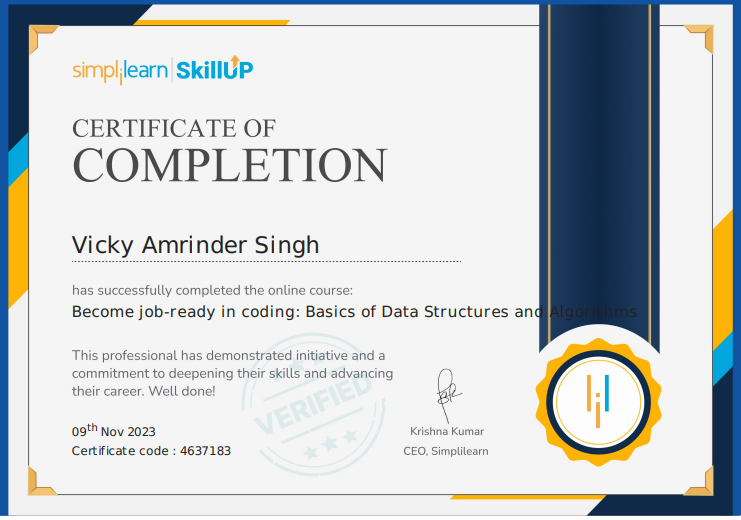 simplilearn | SkillUP
CERTIFICATE OF
COMPLETION
Vicky Amrinder Singh
has successfully completed the online course:
Become job-ready in coding: Basics of Data Structures and Algorithms
This professional has demonstrated initiative and a
commitment to deepening their skills and advancing
their career. Well done!
VERIFIED
09th Nov 2023
Certificate code : 4637183
Krishna Kumar
CEO, Simplilearn